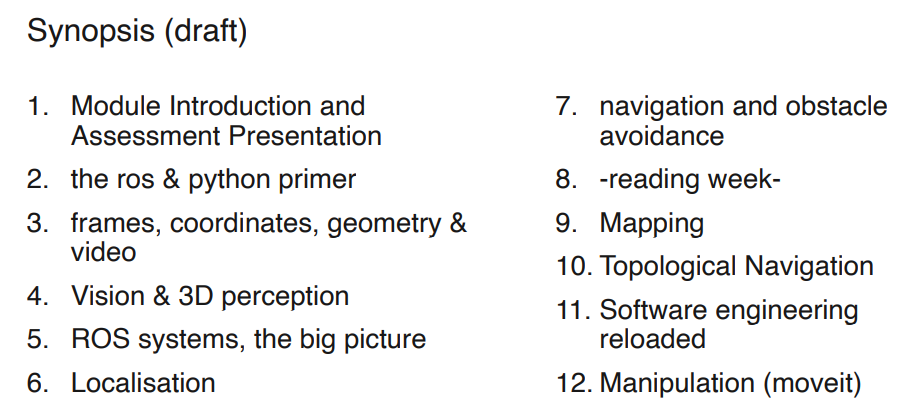 Synopsis (draft)
1. Module Introduction and
Assessment Presentation
2. the ros & python primer
3. frames, coordinates, geometry &
video
4. Vision & 3D perception
5. ROS systems, the big picture
6. Localisation
7. navigation and obstacle
avoidance
8. -reading week-
9. Mapping
10. Topological Navigation
11. Software engineering
reloaded
12. Manipulation (moveit)